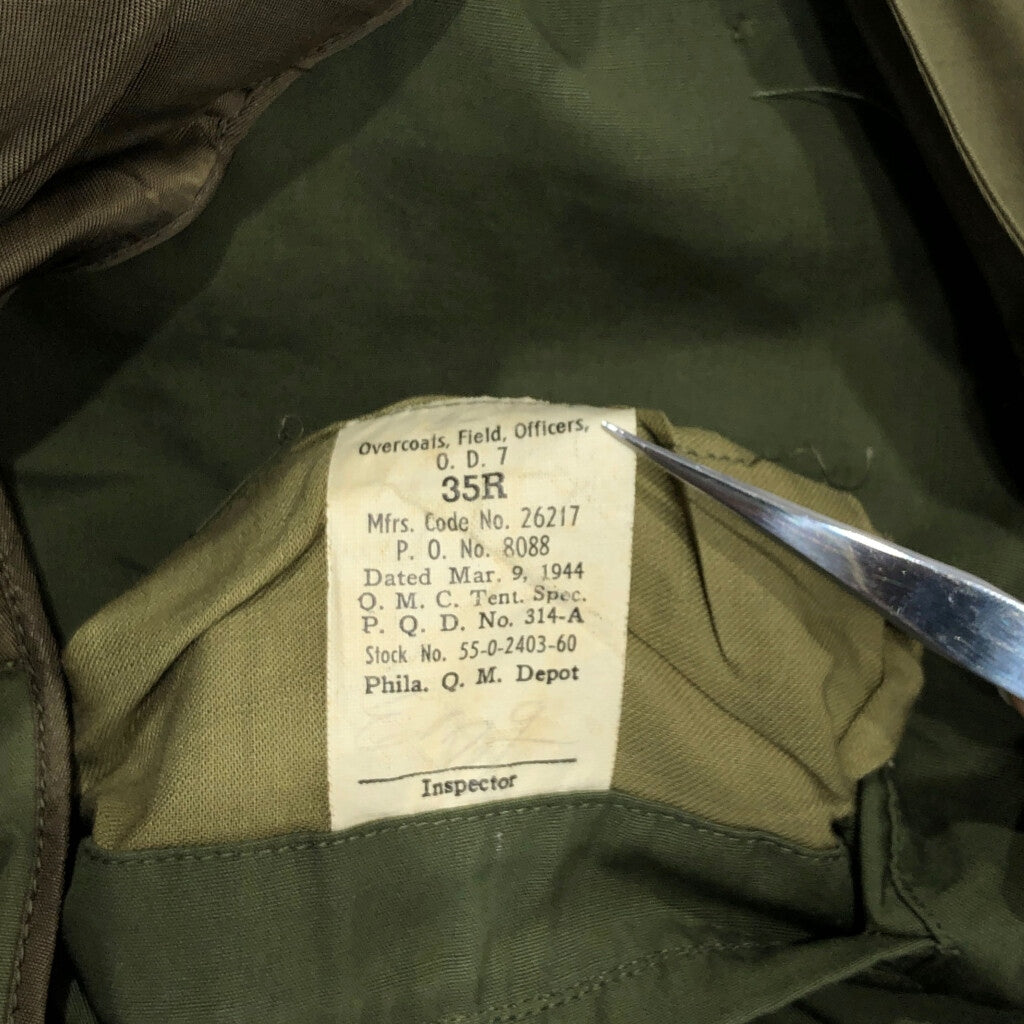 Overcoats, Field, Officers,
O. D. 7
35R
Mfrs. Code No. 26217
P. O. No. 8088
Dated Mar. 9, 1944
Q. M. C. Tent. Spec.
P. Q. D. No. 314-A
Stock No. 55-0-2403-60
Phila. Q. M. Depot
Inspector